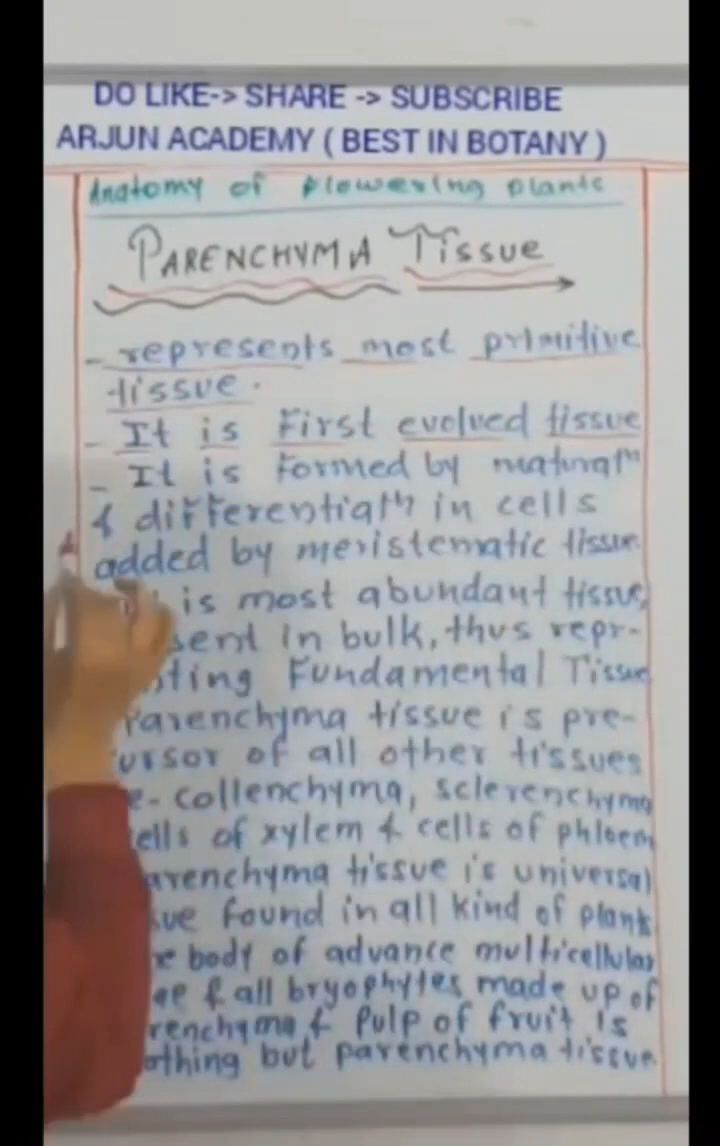 DO LIKE-> SHARE -> SUBSCRIBE
ARJUN ACADEMY ( BEST IN BOTANY )
Anatomy of Flowering plants
PARENCHYMA Tissue
- represents most primitive
tissue.
- It is First evolved tissue
- It is Formed by maturatn
& differentiatn in cells
added by meristematic tissue.
is most abundant tissue,
sent in bulk, thus repr-
ting Fundamental Tissue
Parenchyma tissue is pre-
ursor of all other tissues
e- collenchyma, sclerenchyma
ells of xylem & cells of phloem
arenchyma tissue is universal
ue found in all kind of plants
e body of advance multicellular
ae & all bryophytes made up of
renchyma & Pulp of fruit is
othing but parenchyma tissue.